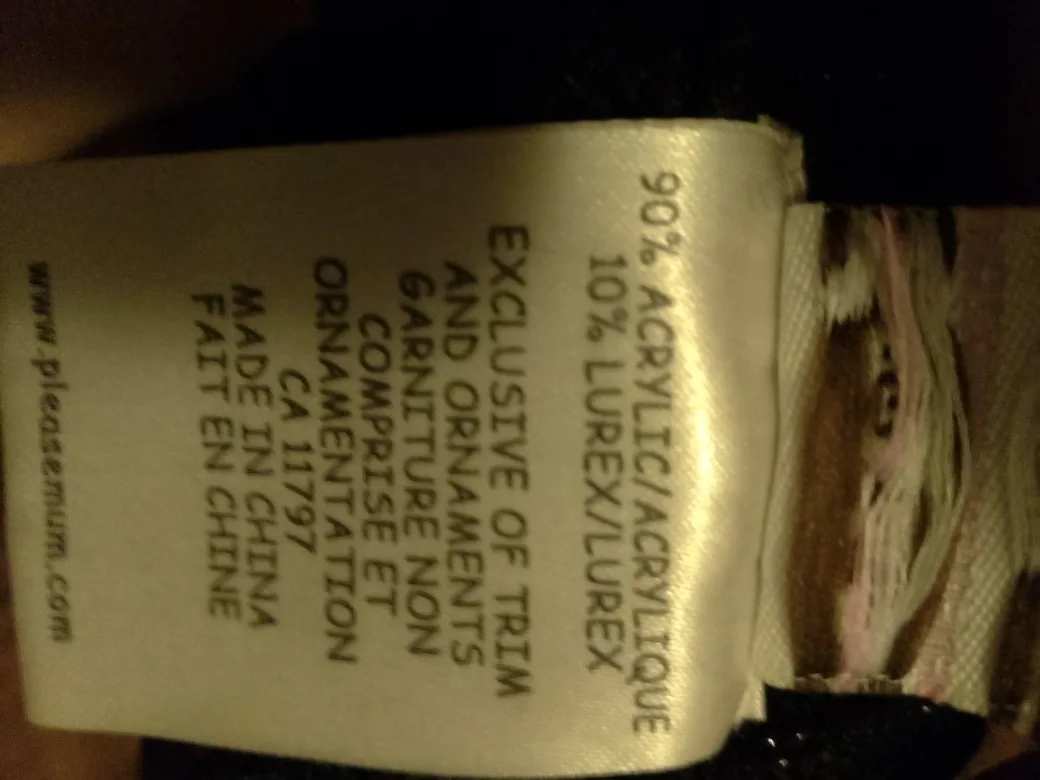 90% ACRYLIC/ACRYLIQUE
10% LUREX/LUREX
EXCLUSIVE OF TRIM
AND ORNAMENTS
GARNITURE NON
COMPRISE ET
ORNAMENTATION
CA 11797
MADE IN CHINA
FAIT EN CHINE
www.pleasemum.com